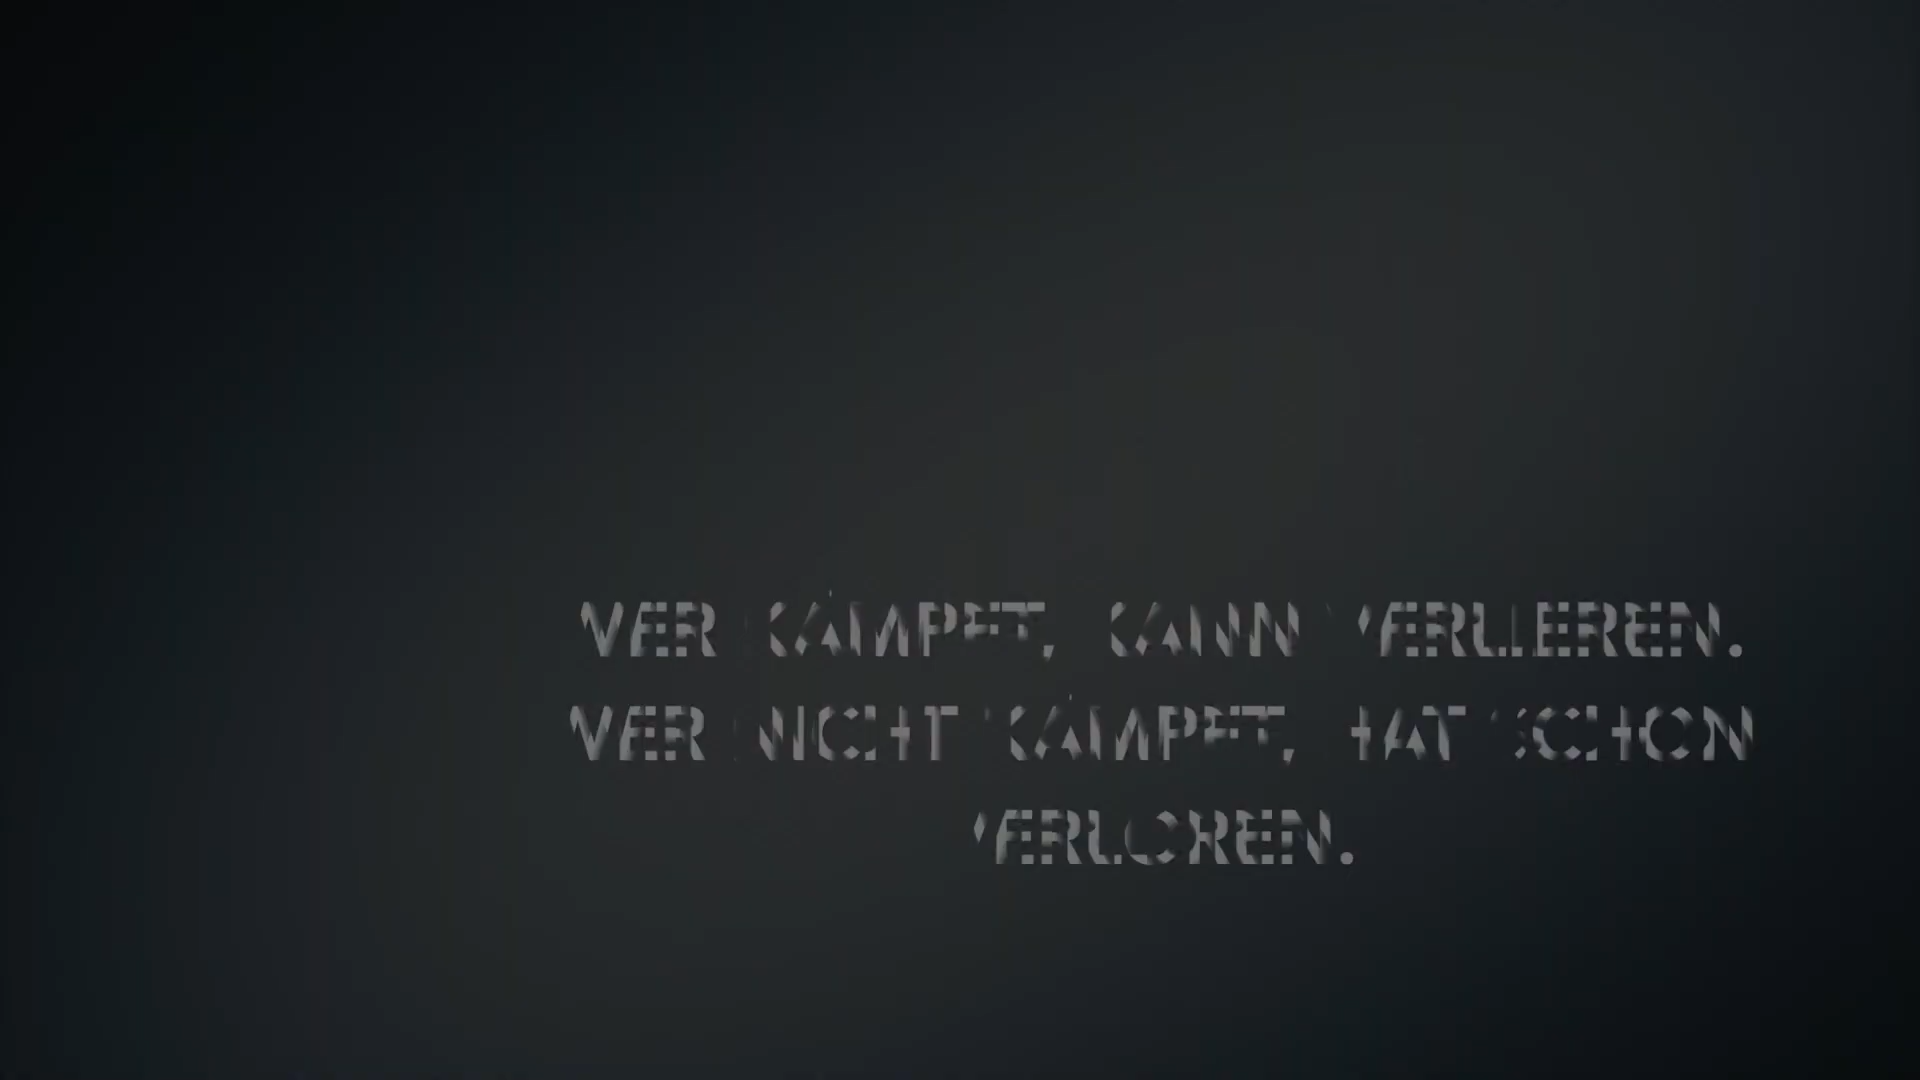 WER KÄMPFT, KANN VERLIEREN.
WER NICHT KÄMPFT, HAT SCHON
VERLOREN.